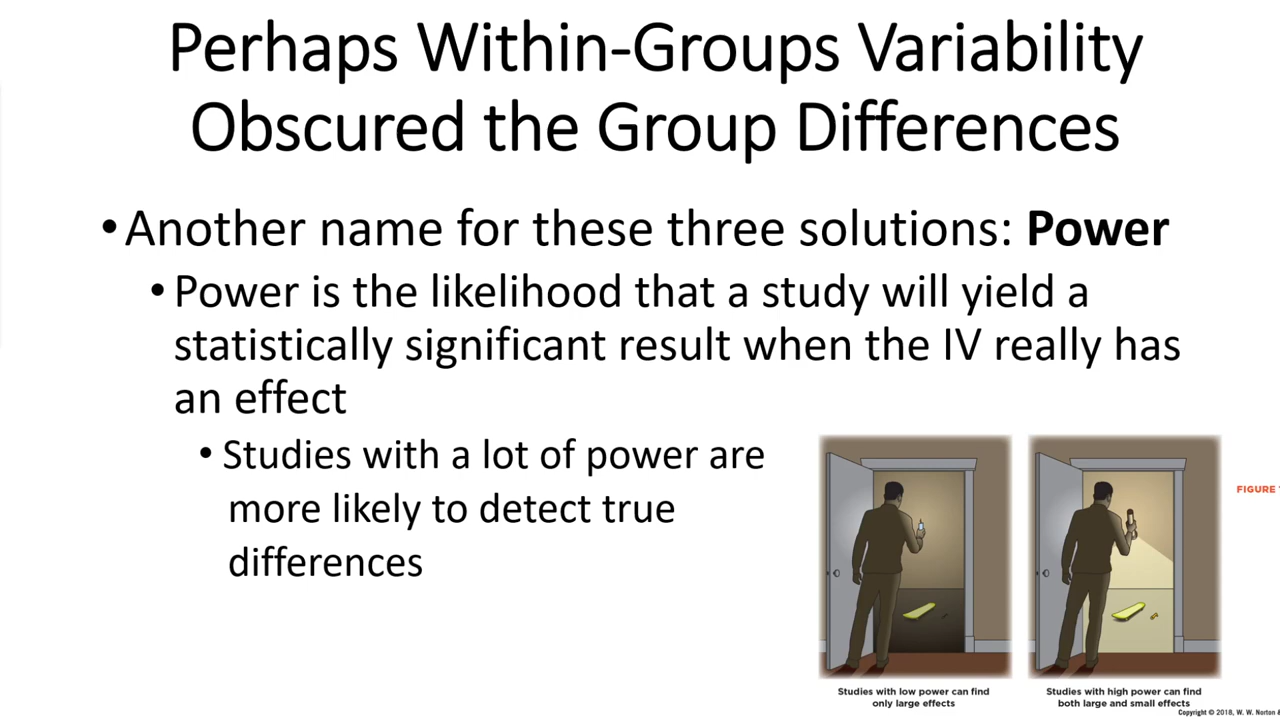 Perhaps Within-Groups Variability
Obscured the Group Differences
•Another name for these three solutions: Power
• Power is the likelihood that a study will yield a
statistically significant result when the IV really has
an effect
• Studies with a lot of power are
more likely to detect true
differences
FIGURE
Studies with low power can find
only large effects
Studies with high power can find
both large and small effects
Copyright © 2018, W. W. Norton &